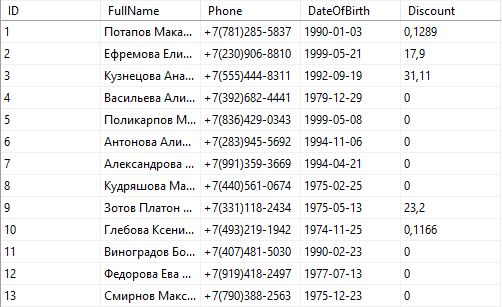 ID FullName Phone DateOfBirth Discount
1 Потапов Мака... +7(781)285-5837 1990-01-03 0,1289
2 Ефремова Ели... +7(230)906-8810 1999-05-21 17,9
3 Кузнецова Ана... +7(555)444-8311 1992-09-19 31,11
4 Васильева Али... +7(392)682-4441 1979-12-29 0
5 Поликарпов М... +7(836)429-0343 1999-05-08 0
6 Антонова Али... +7(283)945-5692 1994-11-06 0
7 Александрова ... +7(991)359-3669 1994-04-21 0
8 Кудряшова Ма... +7(440)561-0674 1975-02-25 0
9 Зотов Платон ... +7(331)118-2434 1975-05-13 23,2
10 Глебова Ксени... +7(493)219-1942 1974-11-25 0,1166
11 Виноградов Бо... +7(407)481-5030 1990-02-23 0
12 Федорова Ева ... +7(919)418-2497 1977-07-13 0
13 Смирнов Макс... +7(790)388-2563 1975-12-23 0